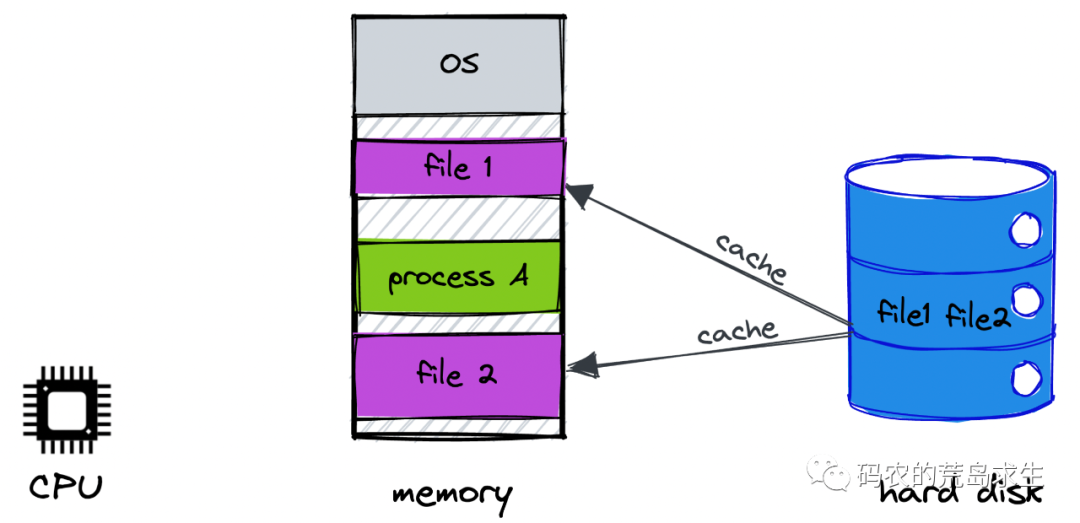 OS
file 1
process A
file 2
cache
cache
file1 file2
CPU
memory
hard disk
码农的荒岛求生